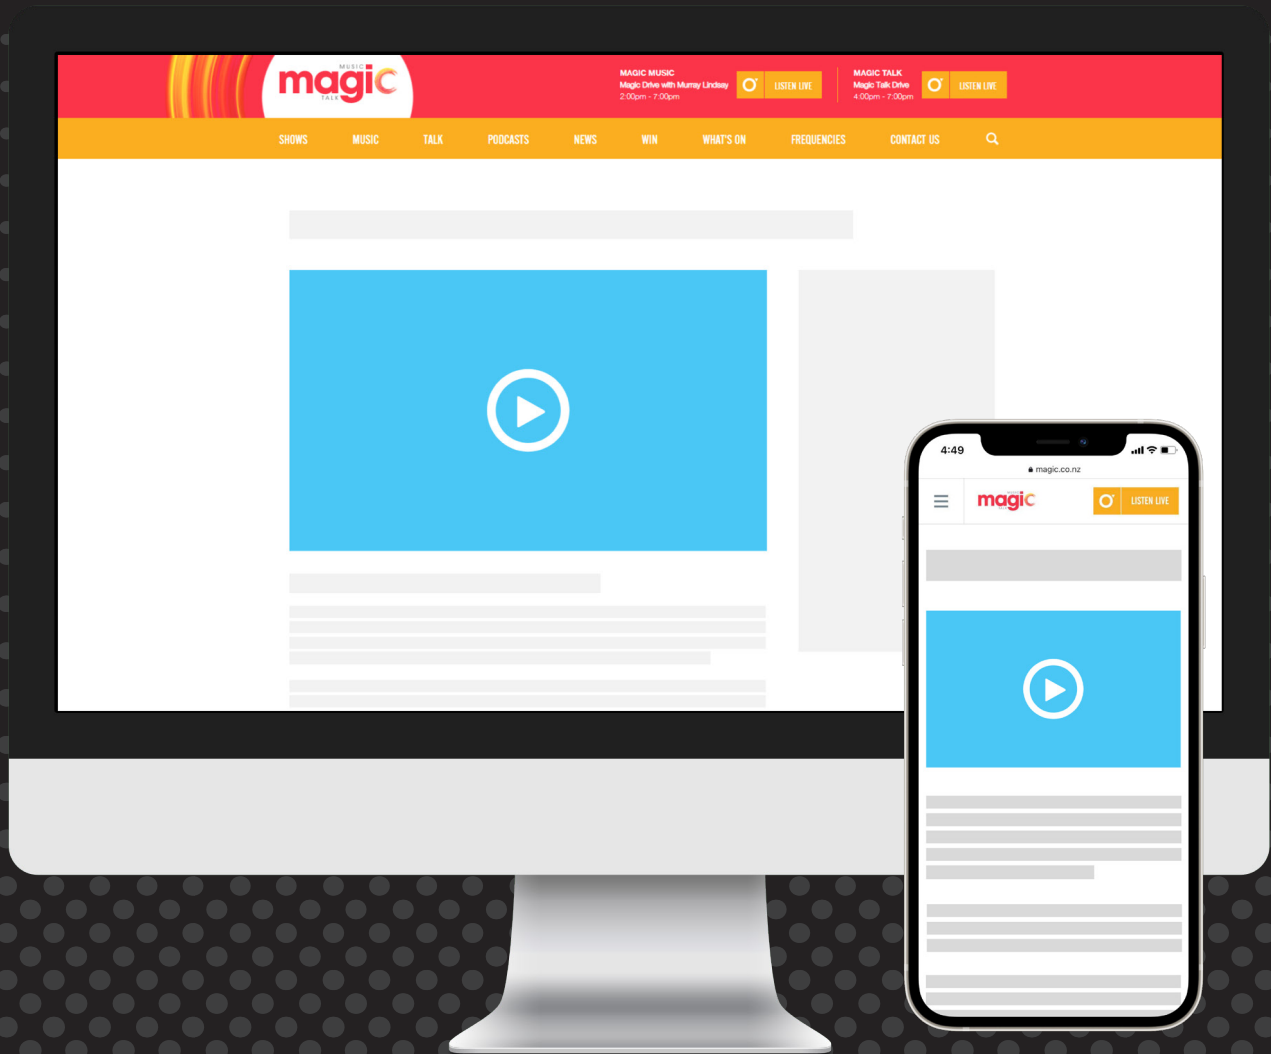 MUSIC
magic
TALK
MAGIC MUSIC
Magic Drive with Murray Lindsay
2:00pm - 7:00pm
LISTEN LIVE
MAGIC TALK
Magic Talk Drive
4:00pm - 7:00pm
LISTEN LIVE
SHOWS MUSIC TALK PODCASTS NEWS WIN WHAT'S ON FREQUENCIES CONTACT US
4:49
magic.co.nz
magic
LISTEN LIVE